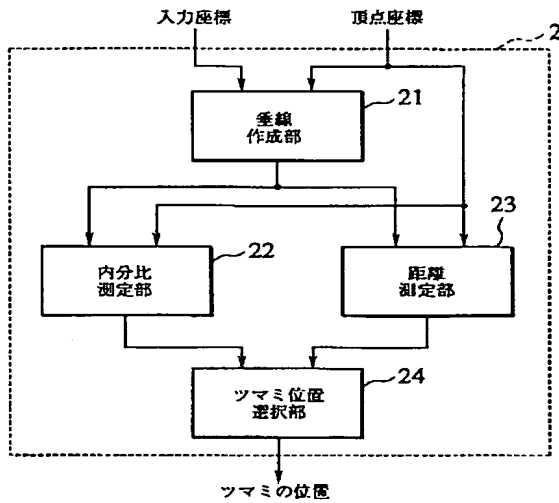 入力座標
頂点座標
2
21
垂線
作成部
23
22
内分比
測定部
距離
測定部
24
ツマミ位置
選択部
ツマミの位置